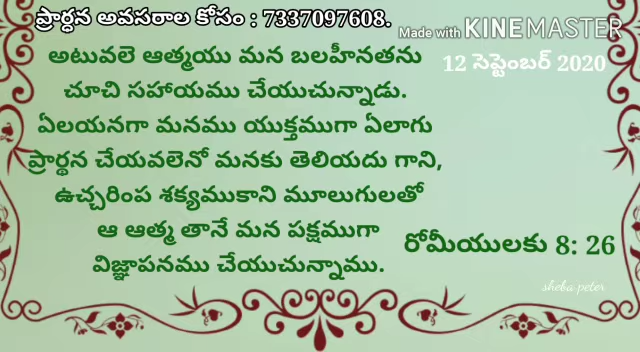 ప్రార్ధన అవసరాల కోసం : 7337097608.
Made with KINEMASTER
12 సెప్టెంబర్ 2020
అటువలె ఆత్మయు మన బలహీనతను
చూచి సహాయము చేయుచున్నాడు.
ఏలయనగా మనము యుక్తముగా ఏలాగు
ప్రార్థన చేయవలెనో మనకు తెలియదు గాని,
ఉచ్చరింప శక్యముకాని మూలుగులతో
ఆ ఆత్మ తానే మన పక్షముగా
విజ్ఞాపనము చేయుచున్నాము.
రోమీయులకు 8: 26
sheba peter